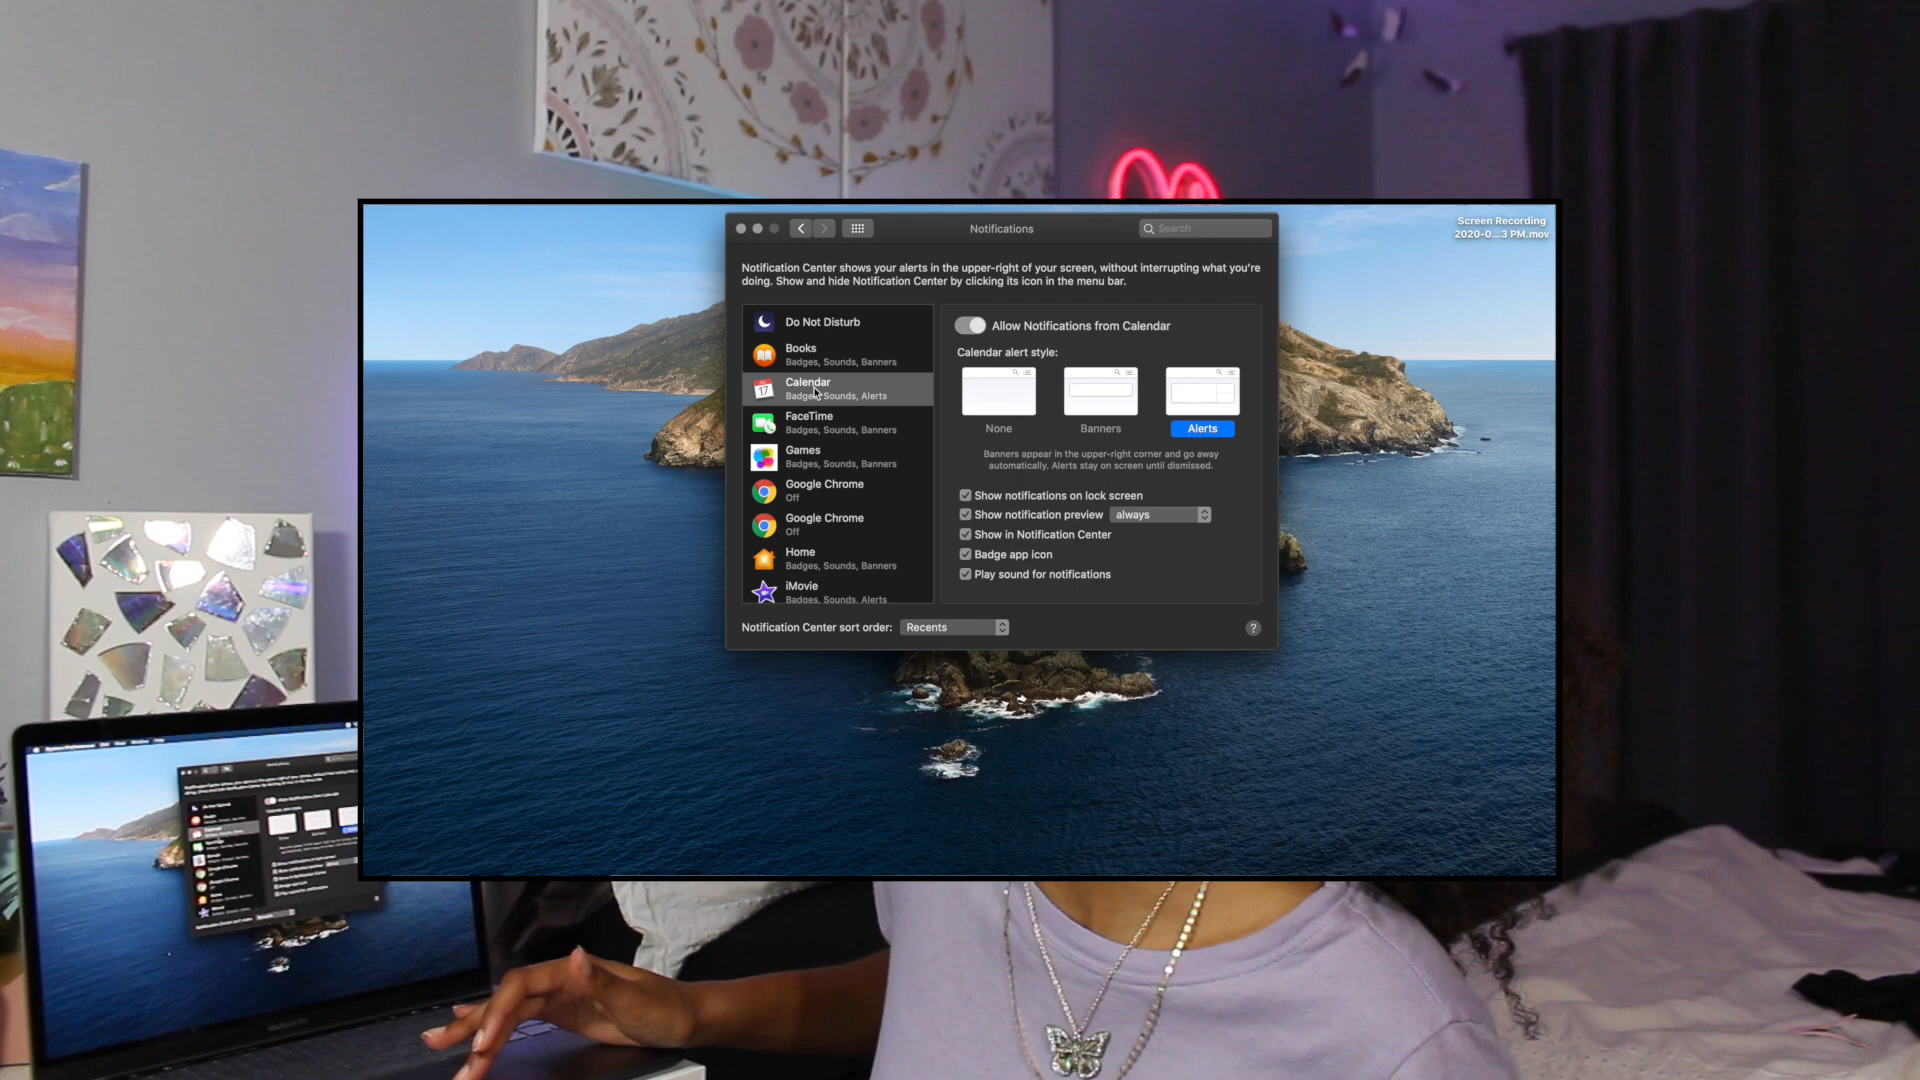 Screen Recording
2020-0...3 PM.mov
Notifications
Search
Notification Center shows your alerts in the upper-right of your screen, without interrupting what you're
doing. Show and hide Notification Center by clicking its icon in the menu bar.
Do Not Disturb
Books
Badges, Sounds, Banners
Calendar
Badges, Sounds, Alerts
FaceTime
Badges, Sounds, Banners
Games
Badges, Sounds, Banners
Google Chrome
Off
Google Chrome
Off
Home
Badges, Sounds, Banners
iMovie
Badges, Sounds, Alerts
Allow Notifications from Calendar
Calendar alert style:
None
Banners
Alerts
Banners appear in the upper-right corner and go away
automatically. Alerts stay on screen until dismissed.
Show notifications on lock screen
Show notification preview always
Show in Notification Center
Badge app icon
Play sound for notifications
Notification Center sort order: Recents
?
17